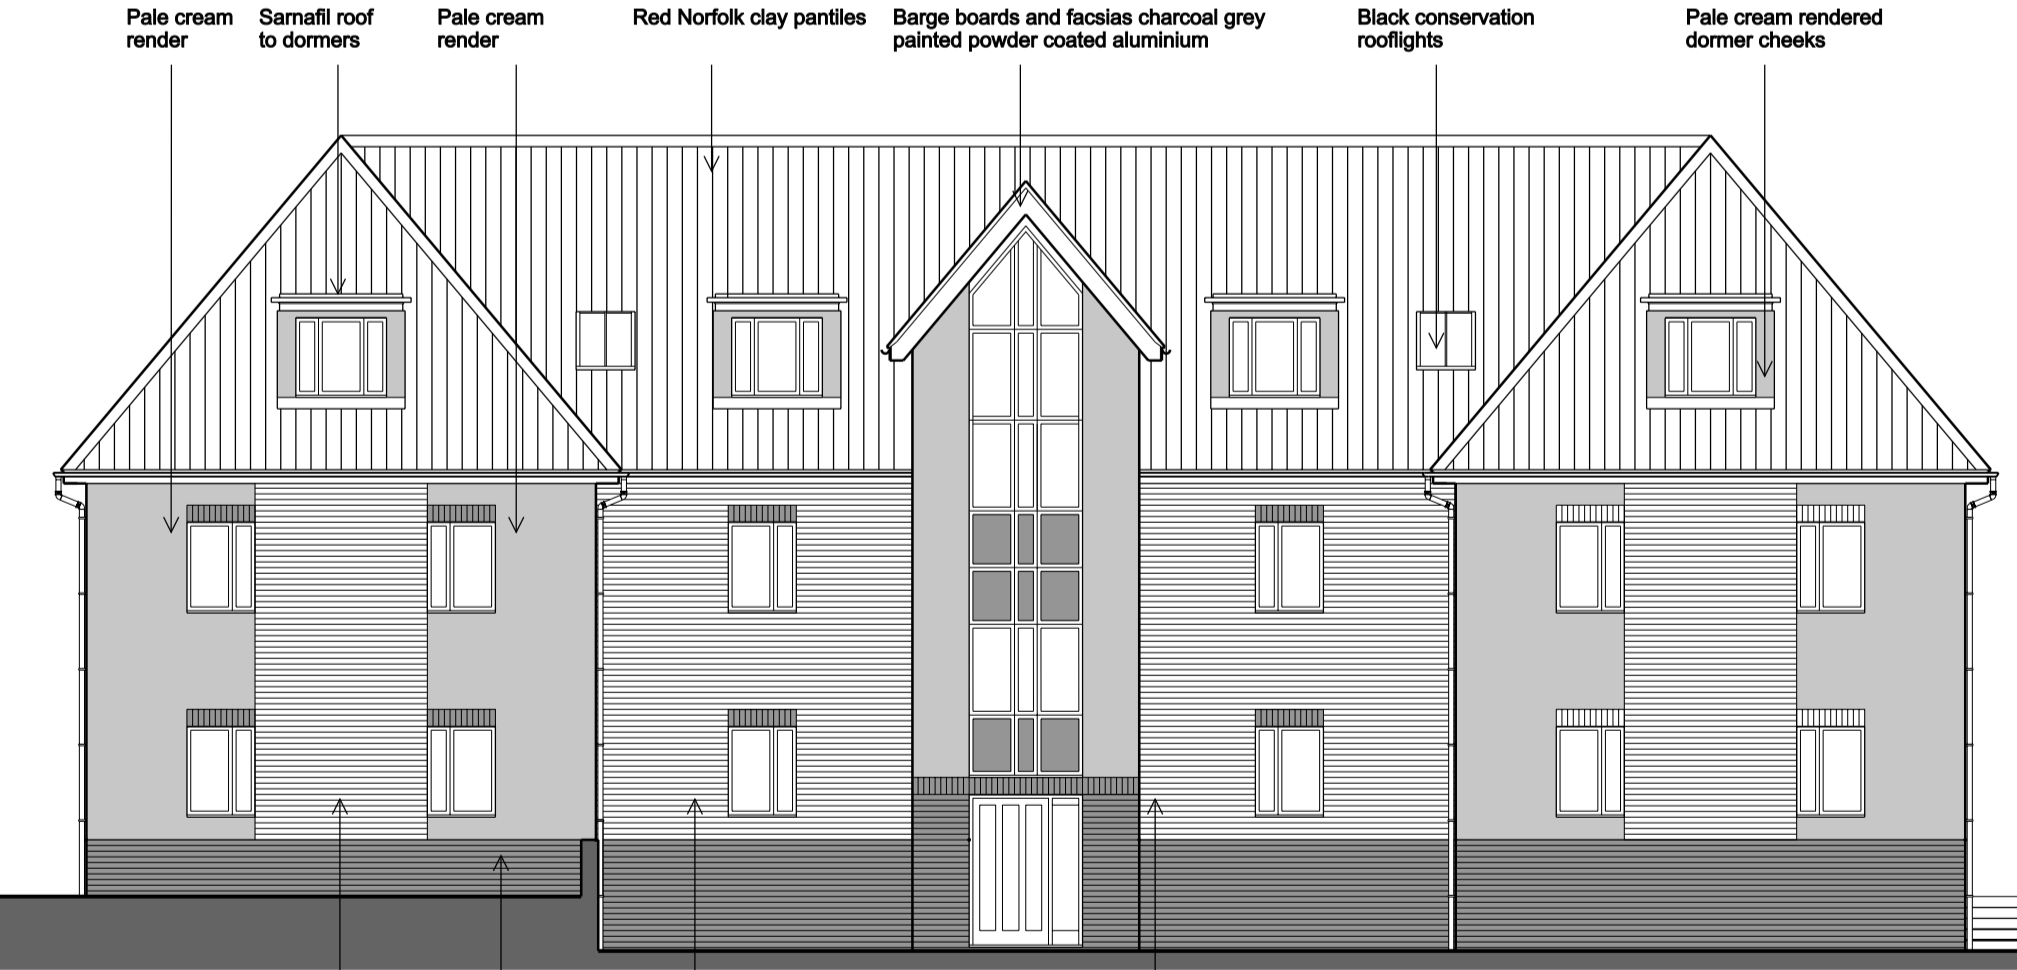 Pale cream
render
Sarnafil roof
to dormers
Pale cream
render
Red Norfolk clay pantiles
Barge boards and facsias charcoal grey
painted powder coated aluminium
Black conservation
rooflights
Pale cream rendered
dormer cheeks